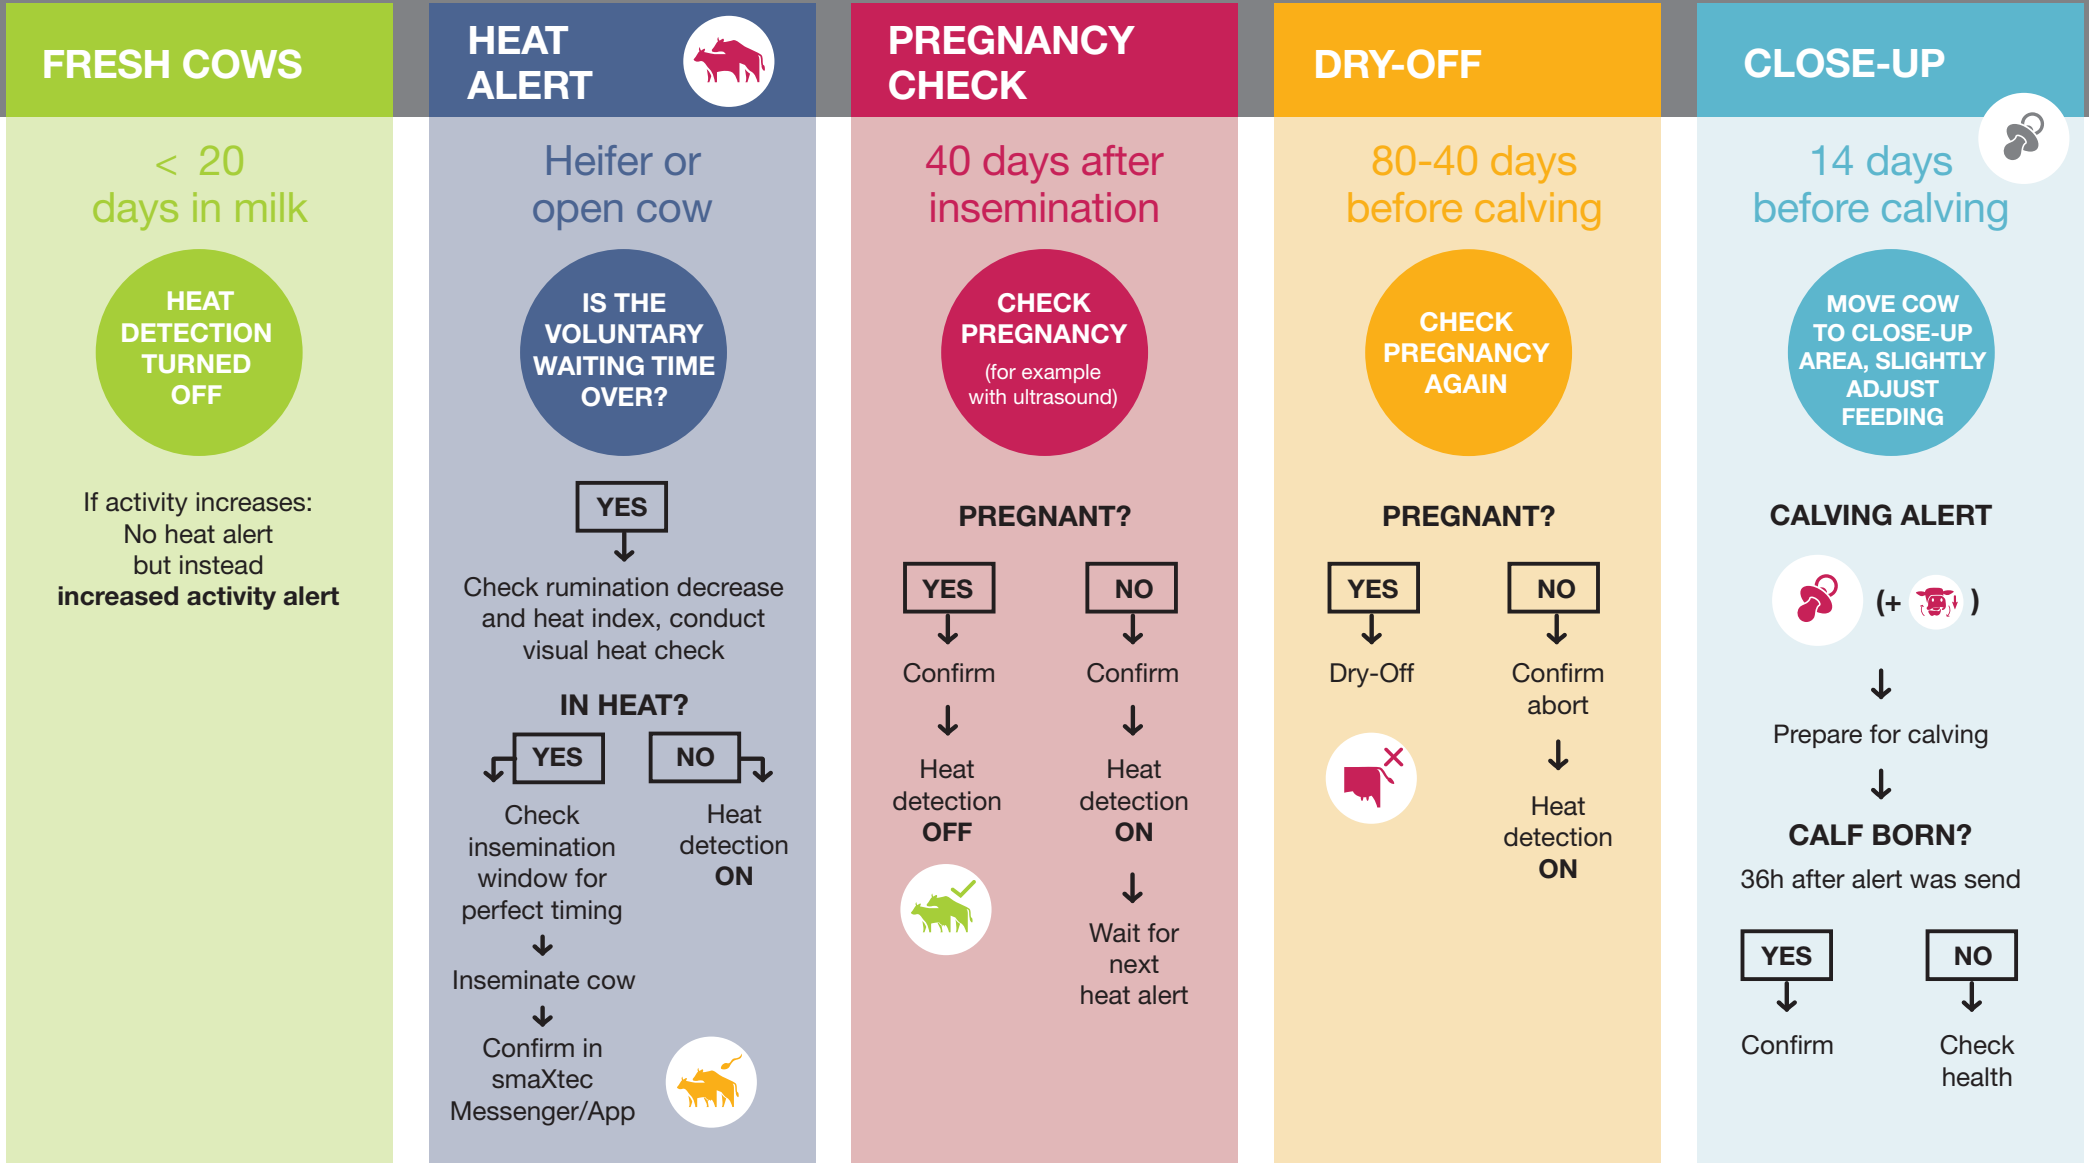 FRESH COWS
< 20
days in milk
HEAT
DETECTION
TURNED
OFF
If activity increases:
No heat alert
but instead
increased activity alert
HEAT
ALERT
Heifer or
open cow
IS THE
VOLUNTARY
WAITING TIME
OVER?
YES
Check rumination decrease
and heat index, conduct
visual heat check
IN HEAT?
YES
NO
Check
insemination
window for
perfect timing
Heat
detection
ON
Inseminate cow
Confirm in
smaXtec
Messenger/App
PREGNANCY
CHECK
40 days after
insemination
CHECK
PREGNANCY
(for example
with ultrasound)
PREGNANT?
YES
NO
Confirm
Confirm
Heat
detection
OFF
Heat
detection
ON
Wait for
next
heat alert
DRY-OFF
80-40 days
before calving
CHECK
PREGNANCY
AGAIN
PREGNANT?
YES
NO
Dry-Off
Confirm
abort
Heat
detection
ON
CLOSE-UP
14 days
before calving
MOVE COW
TO CLOSE-UP
AREA, SLIGHTLY
ADJUST
FEEDING
CALVING ALERT
(+ )
Prepare for calving
CALF BORN?
36h after alert was send
YES
NO
Confirm
Check
health